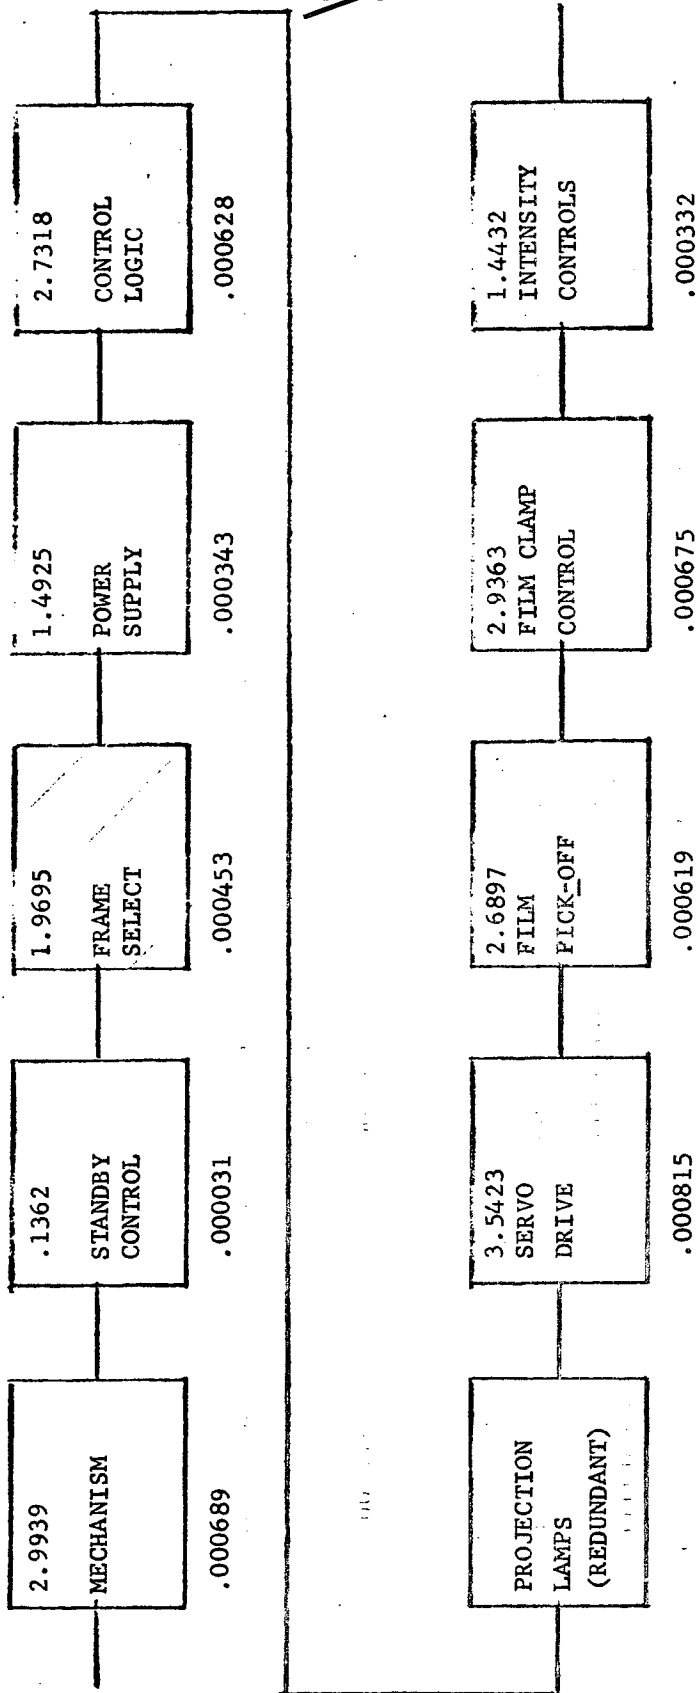 2.9939
MECHANISM
.000689
.1362
STANDBY
CONTROL
.000031
1.9695
FRAME
SELECT
.000453
1.4925
POWER
SUPPLY
.000343
2.7318
CONTROL
LOGIC
.000628
PROJECTION
LAMPS
(REDUNDANT)
3.5423
SERVO
DRIVE
.000815
2.6897
FILM
PICK-OFF
.000619
2.9363
FILM CLAMP
CONTROL
.000675
1.4432
INTENSITY
CONTROLS
.000332